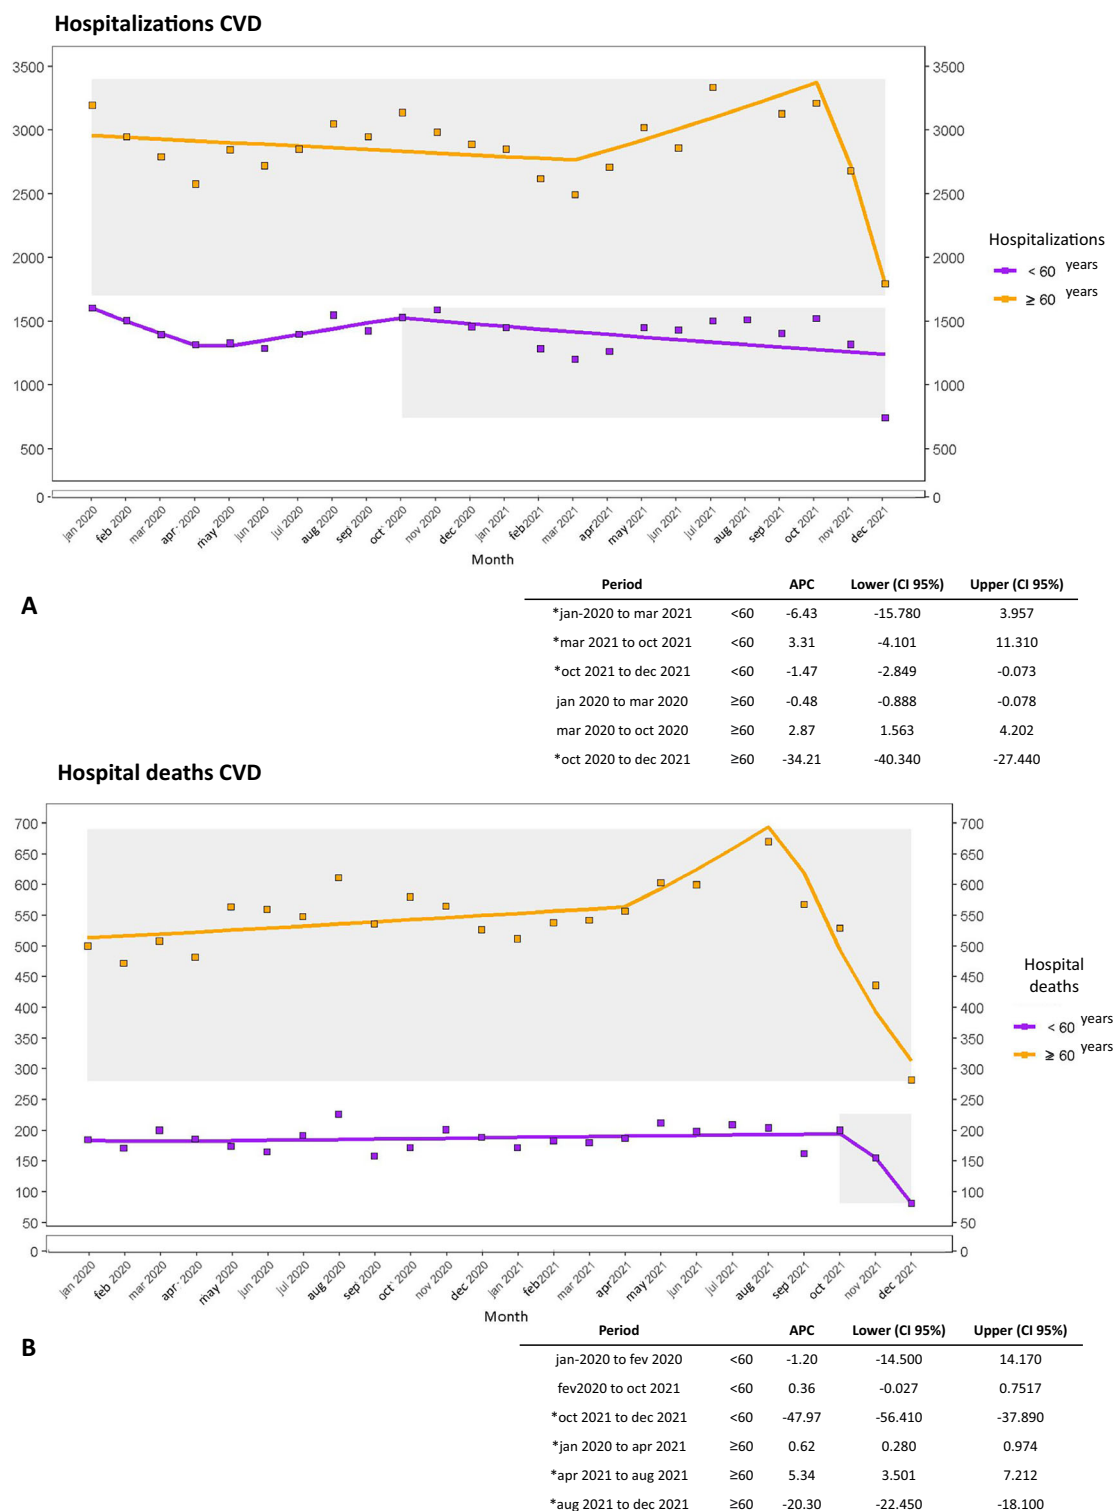 Hospitalizations CVD
3500 3500
3000 3000
2500 2500
2000 2000
1500 1500
1000 1000
500 500
0 0
Hospitalizations
< 60 years
≥ 60 years
jan 2020 feb 2020 mar 2020 apr 2020 may 2020 jun 2020 jul 2020 aug 2020 sep 2020 oct 2020 nov 2020 dec 2020 jan 2021 feb2021 mar 2021 apr2021 may 2021 jun 2021 jul 2021 aug 2021 sep 2021 oct 2021 nov 2021 dec 2021
Month
A
Period APC Lower (CI 95%) Upper (CI 95%)
*jan-2020 to mar 2021 <60 -6.43 -15.780 3.957
*mar 2021 to oct 2021 <60 3.31 -4.101 11.310
*oct 2021 to dec 2021 <60 -1.47 -2.849 -0.073
jan 2020 to mar 2020 ≥60 -0.48 -0.888 -0.078
mar 2020 to oct 2020 ≥60 2.87 1.563 4.202
*oct 2020 to dec 2021 ≥60 -34.21 -40.340 -27.440
Hospital deaths CVD
700 700
650 650
600 600
550 550
500 500
450 450
400 400
350 350
300 300
250 250
200 200
150 150
100 100
50 50
0 0
Hospital
deaths
< 60 years
≥ 60 years
jan 2020 feb 2020 mar 2020 apr 2020 may 2020 jun 2020 jul 2020 aug 2020 sep 2020 oct 2020 nov 2020 dec 2020 jan 2021 feb2021 mar 2021 apr2021 may 2021 jun 2021 jul 2021 aug 2021 sep 2021 oct 2021 nov 2021 dec 2021
Month
B
Period APC Lower (CI 95%) Upper (CI 95%)
jan-2020 to fev 2020 <60 -1.20 -14.500 14.170
fev2020 to oct 2021 <60 0.36 -0.027 0.7517
*oct 2021 to dec 2021 <60 -47.97 -56.410 -37.890
*jan 2020 to apr 2021 ≥60 0.62 0.280 0.974
*apr 2021 to aug 2021 ≥60 5.34 3.501 7.212
*aug 2021 to dec 2021 ≥60 -20.30 -22.450 -18.100